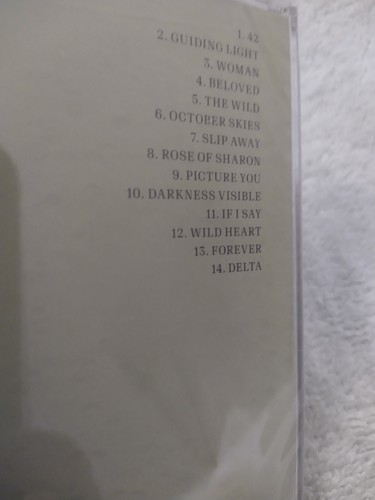 1. 42
2. GUIDING LIGHT
3. WOMAN
4. BELOVED
5. THE WILD
6. OCTOBER SKIES
7. SLIP AWAY
8. ROSE OF SHARON
9. PICTURE YOU
10. DARKNESS VISIBLE
11. IF I SAY
12. WILD HEART
13. FOREVER
14. DELTA